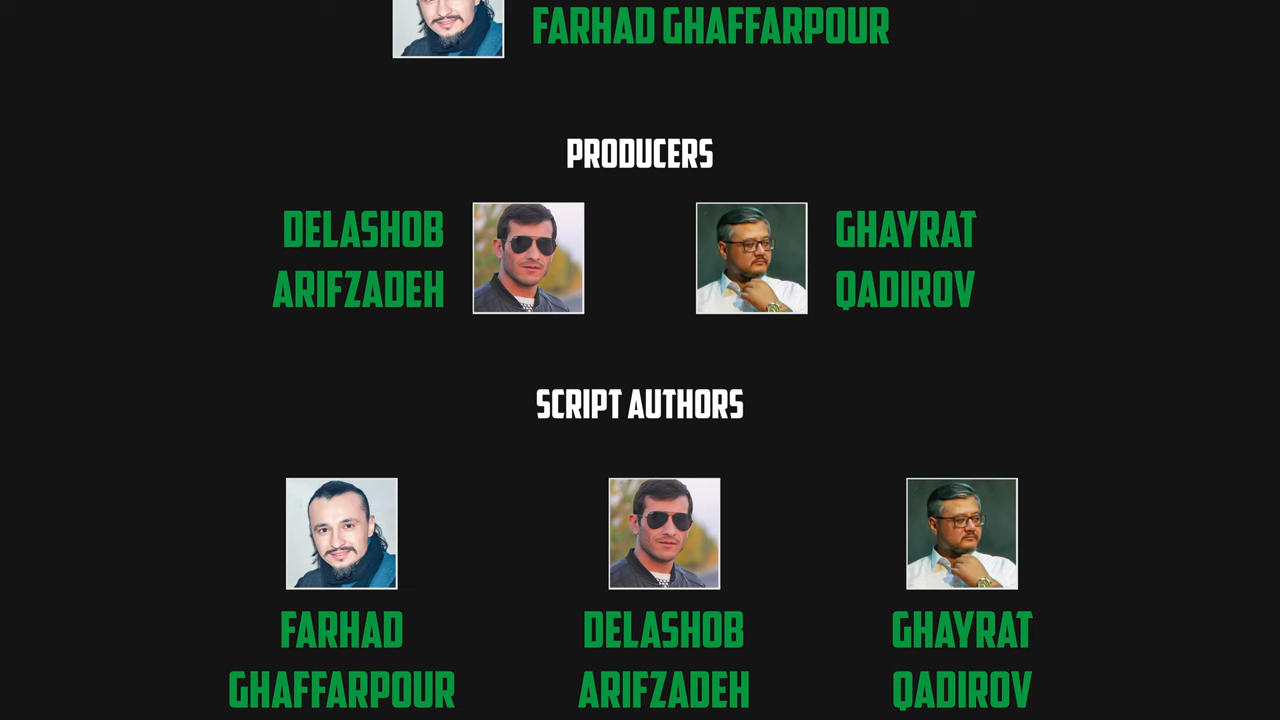 FARHAD GHAFFARPOUR
PRODUCERS
DELASHOB
ARIFZADEH
GHAYRAT
QADIROV
SCRIPT AUTHORS
FARHAD
GHAFFARPOUR
DELASHOB
ARIFZADEH
GHAYRAT
QADIROV